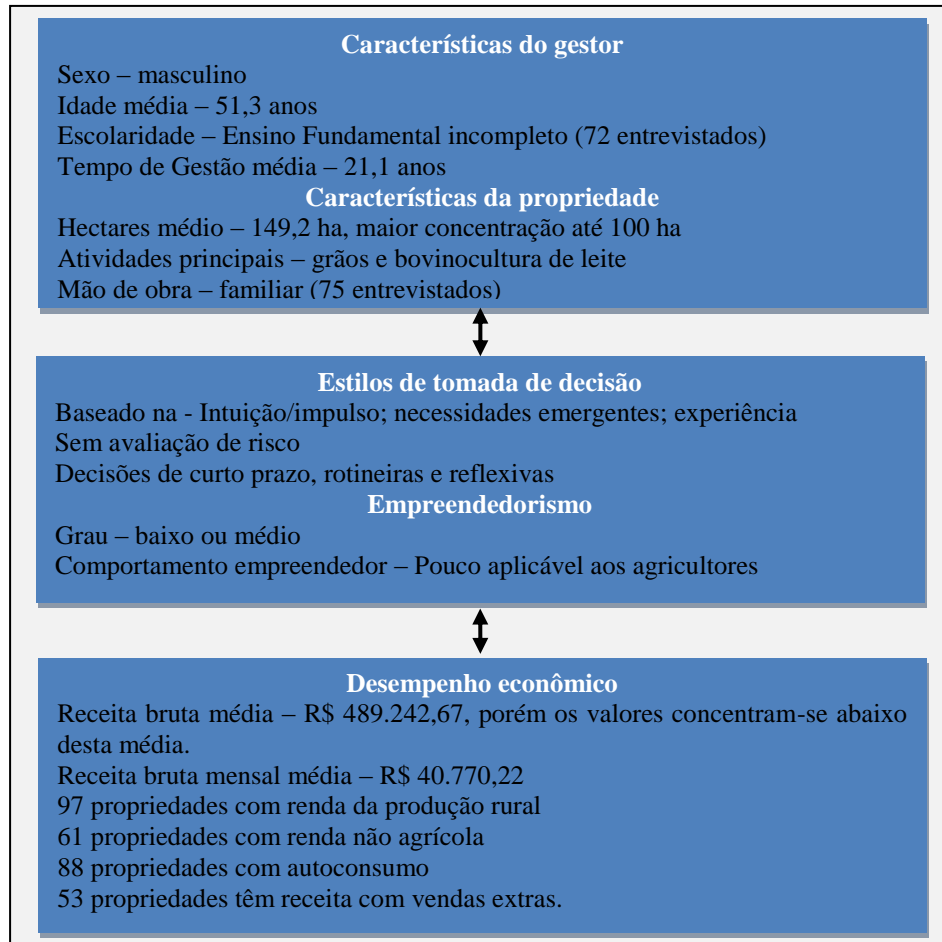 Características do gestor
Sexo – masculino
Idade média – 51,3 anos
Escolaridade – Ensino Fundamental incompleto (72 entrevistados)
Tempo de Gestão média – 21,1 anos
Características da propriedade
Hectares médio – 149,2 ha, maior concentração até 100 ha
Atividades principais – grãos e bovinocultura de leite
Mão de obra – familiar (75 entrevistados)
Estilos de tomada de decisão
Baseado na - Intuição/impulso; necessidades emergentes; experiência
Sem avaliação de risco
Decisões de curto prazo, rotineiras e reflexivas
Empreendedorismo
Grau – baixo ou médio
Comportamento empreendedor – Pouco aplicável aos agricultores
Desempenho econômico
Receita bruta média – R$ 489.242,67, porém os valores concentram-se abaixo
desta média.
Receita bruta mensal média – R$ 40.770,22
97 propriedades com renda da produção rural
61 propriedades com renda não agrícola
88 propriedades com autoconsumo
53 propriedades têm receita com vendas extras.